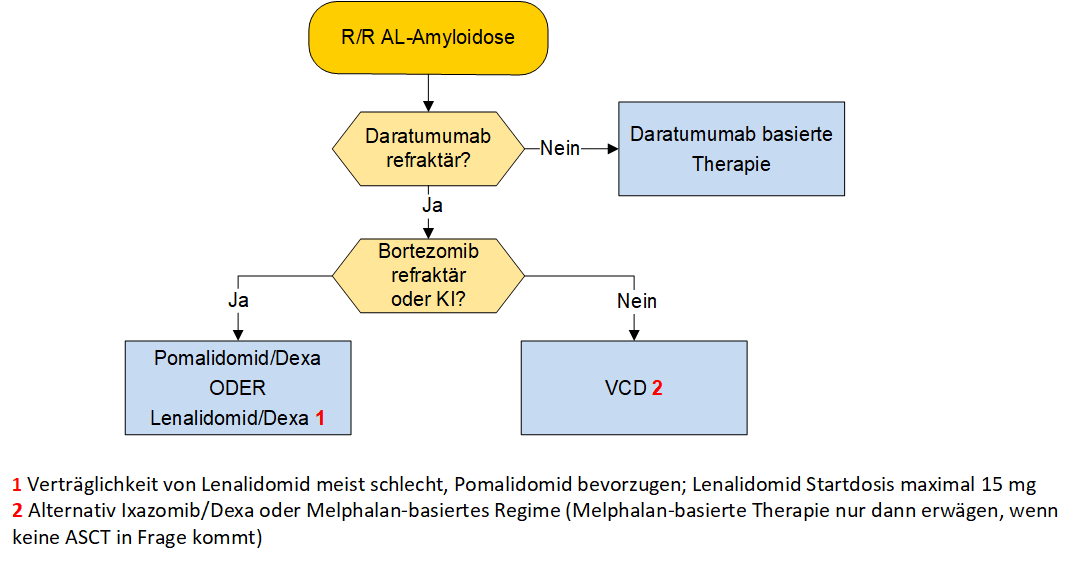 R/R AL-Amyloidose
Daratumumab
refraktär?
Nein
Daratumumab basierte
Therapie
Ja
Bortezomib
refraktär
oder KI?
Ja
Nein
Pomalidomid/Dexa
ODER
Lenalidomid/Dexa 1
VCD 2
1 Verträglichkeit von Lenalidomid meist schlecht, Pomalidomid bevorzugen; Lenalidomid Startdosis maximal 15 mg
2 Alternativ Ixazomib/Dexa oder Melphalan-basiertes Regime (Melphalan-basierte Therapie nur dann erwägen, wenn
keine ASCT in Frage kommt)